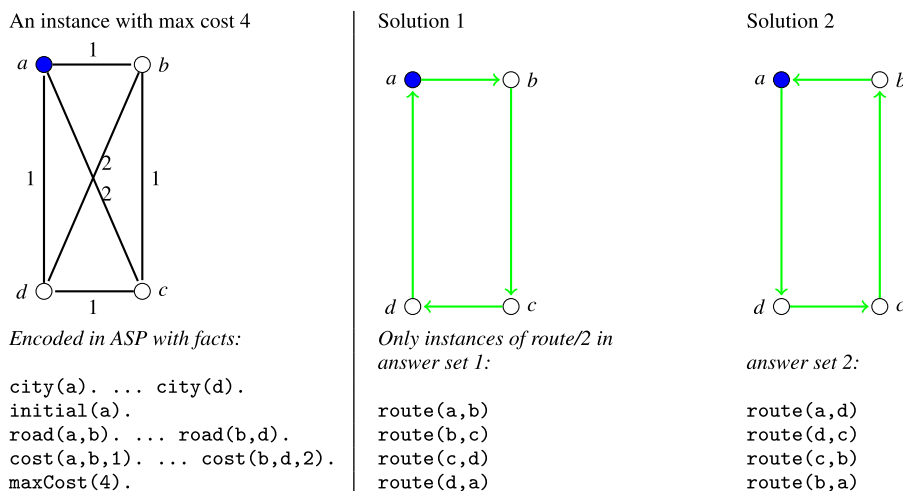 An instance with max cost 4
a
1
b
2
1
1
2
d
c
1
Encoded in ASP with facts:
city(a). ... city(d).
initial(a).
road(a,b). ... road(b,d).
cost(a,b,1). ... cost(b,d,2).
maxCost(4).
Solution 1
a
b
d
c
Only instances of route/2 in
answer set 1:
route(a,b)
route(b,c)
route(c,d)
route(d,a)
Solution 2
a
b
d
c
answer set 2:
route(a,d)
route(d,c)
route(c,b)
route(b,a)